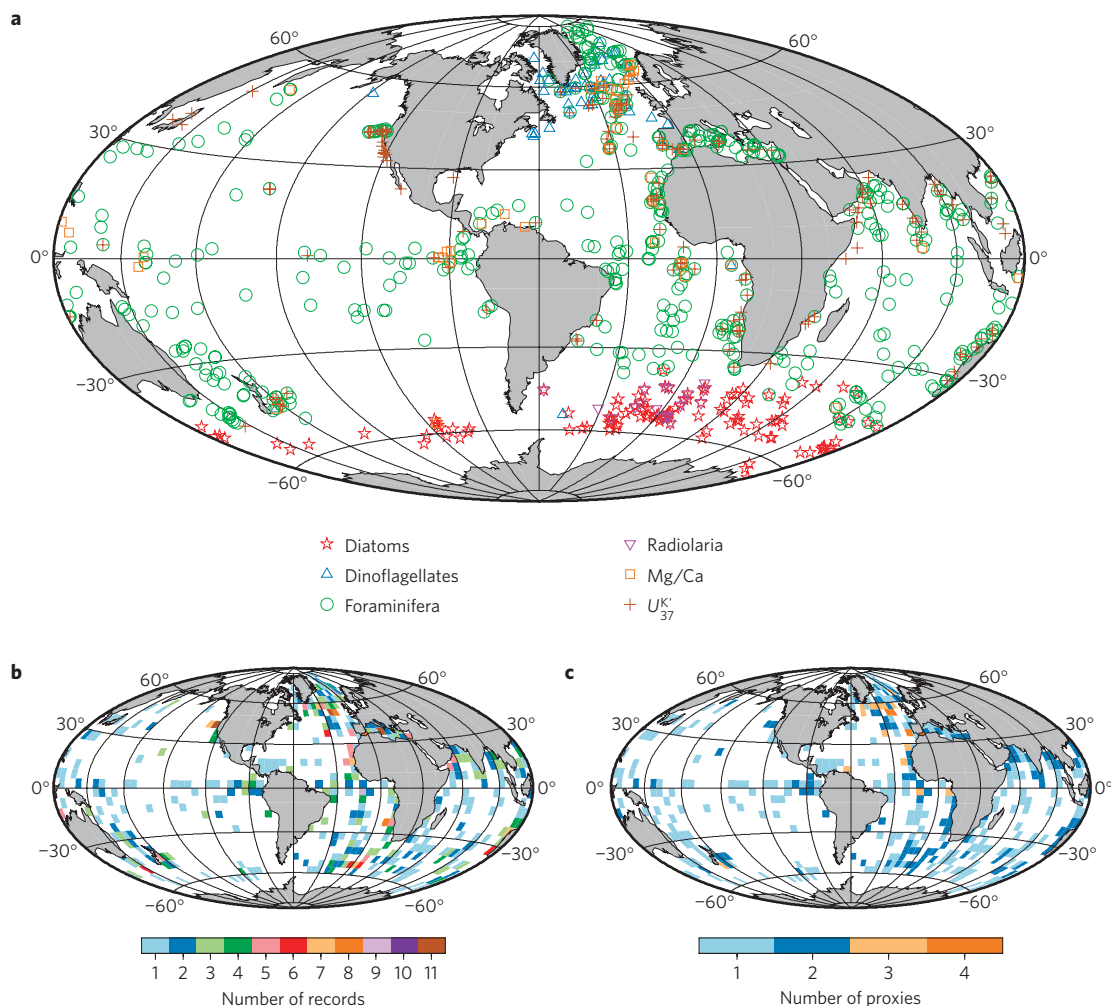 a
60° 60°
30° 30°
0° 0°
−30° −30°
−60° −60°
Diatoms
Dinoflagellates
Foraminifera
Radiolaria
Mg/Ca
U37K'
b
60° 60°
30° 30°
0° 0°
−30° −30°
−60° −60°
1 2 3 4 5 6 7 8 9 10 11
Number of records
c
60° 60°
30° 30°
0° 0°
−30° −30°
−60° −60°
1 2 3 4
Number of proxies